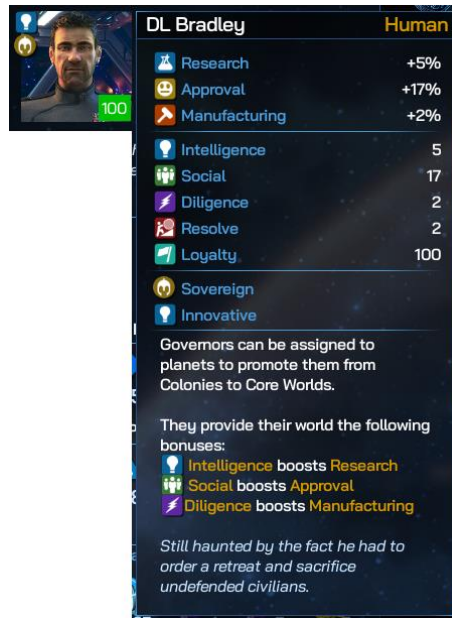 DL Bradley Human
Research +5%
Approval +17%
Manufacturing +2%
Intelligence 5
Social 17
Diligence 2
Resolve 2
Loyalty 100
100
Sovereign
Innovative
Governors can be assigned to
planets to promote them from
Colonies to Core Worlds.
They provide their world the following
bonuses:
Intelligence boosts Research
Social boosts Approval
Diligence boosts Manufacturing
Still haunted by the fact he had to
order a retreat and sacrifice
undefended civilians.